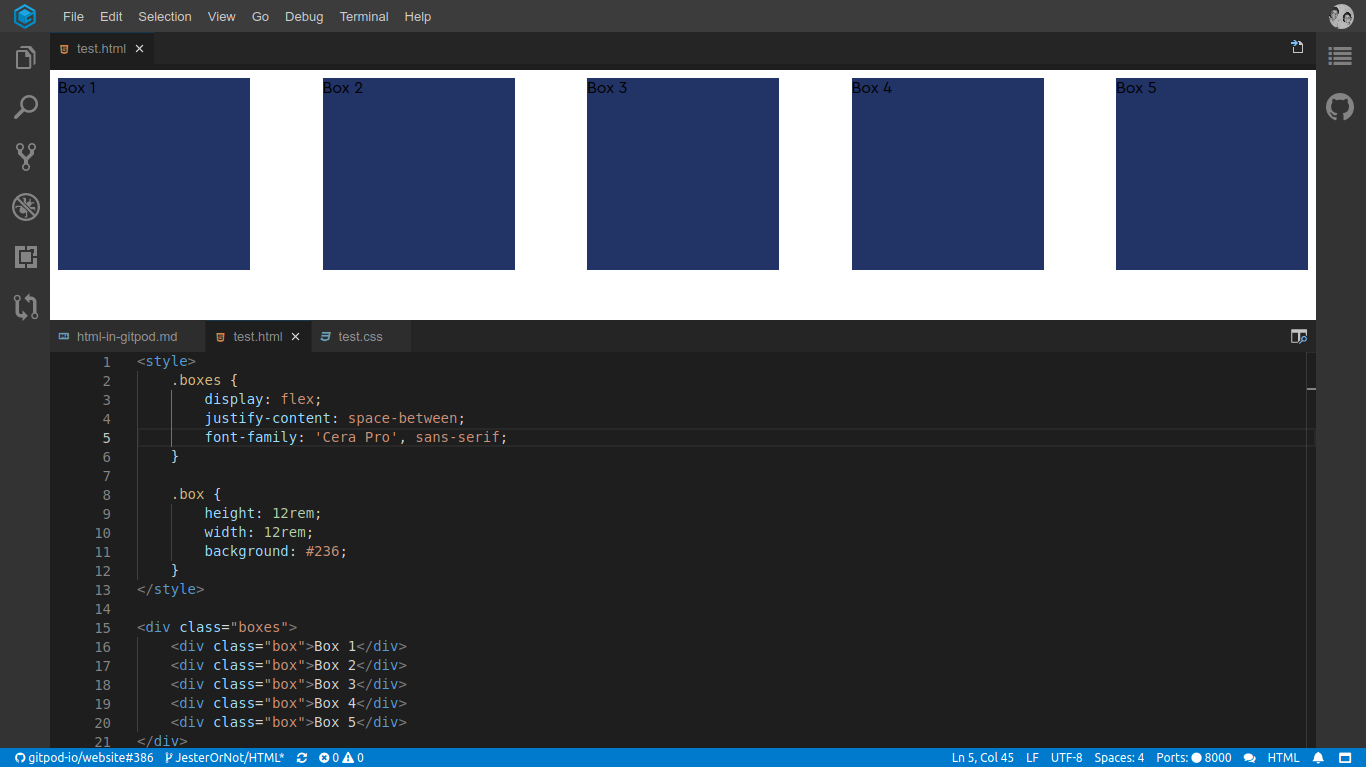 File Edit Selection View Go Debug Terminal Help
test.html
Box 1 Box 2 Box 3 Box 4 Box 5
html-in-gitpod.md test.html test.css
1 <style>
2 .boxes {
3 display: flex;
4 justify-content: space-between;
5 font-family: 'Cera Pro', sans-serif;
6 }
7
8 .box {
9 height: 12rem;
10 width: 12rem;
11 background: #236;
12 }
13 </style>
14
15 <div class="boxes">
16 <div class="box">Box 1</div>
17 <div class="box">Box 2</div>
18 <div class="box">Box 3</div>
19 <div class="box">Box 4</div>
20 <div class="box">Box 5</div>
21 </div>
gitpod-io/website#386 JesterOrNot/HTML* 0 0 Ln 5, Col 45 LF UTF-8 Spaces: 4 Ports: 8000 HTML